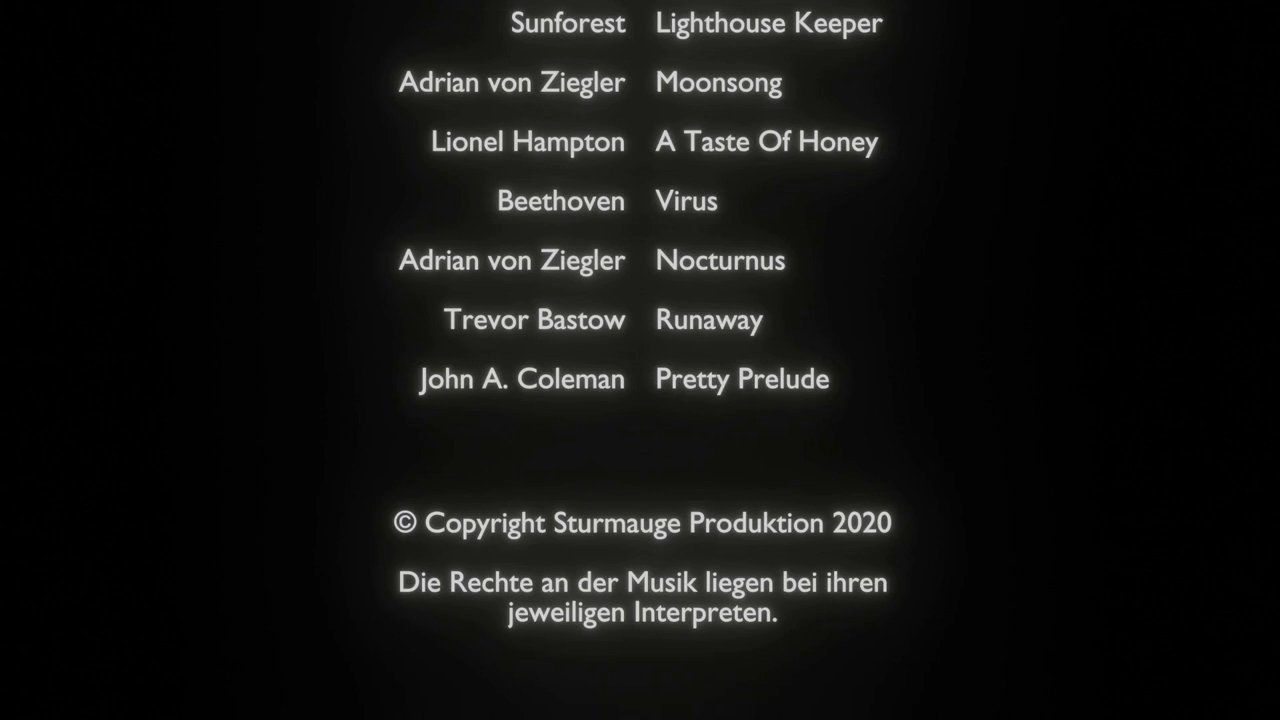 Sunforest Lighthouse Keeper
Adrian von Ziegler Moonsong
Lionel Hampton A Taste Of Honey
Beethoven Virus
Adrian von Ziegler Nocturnus
Trevor Bastow Runaway
John A. Coleman Pretty Prelude
© Copyright Sturmauge Produktion 2020
Die Rechte an der Musik liegen bei ihren
jeweiligen Interpreten.